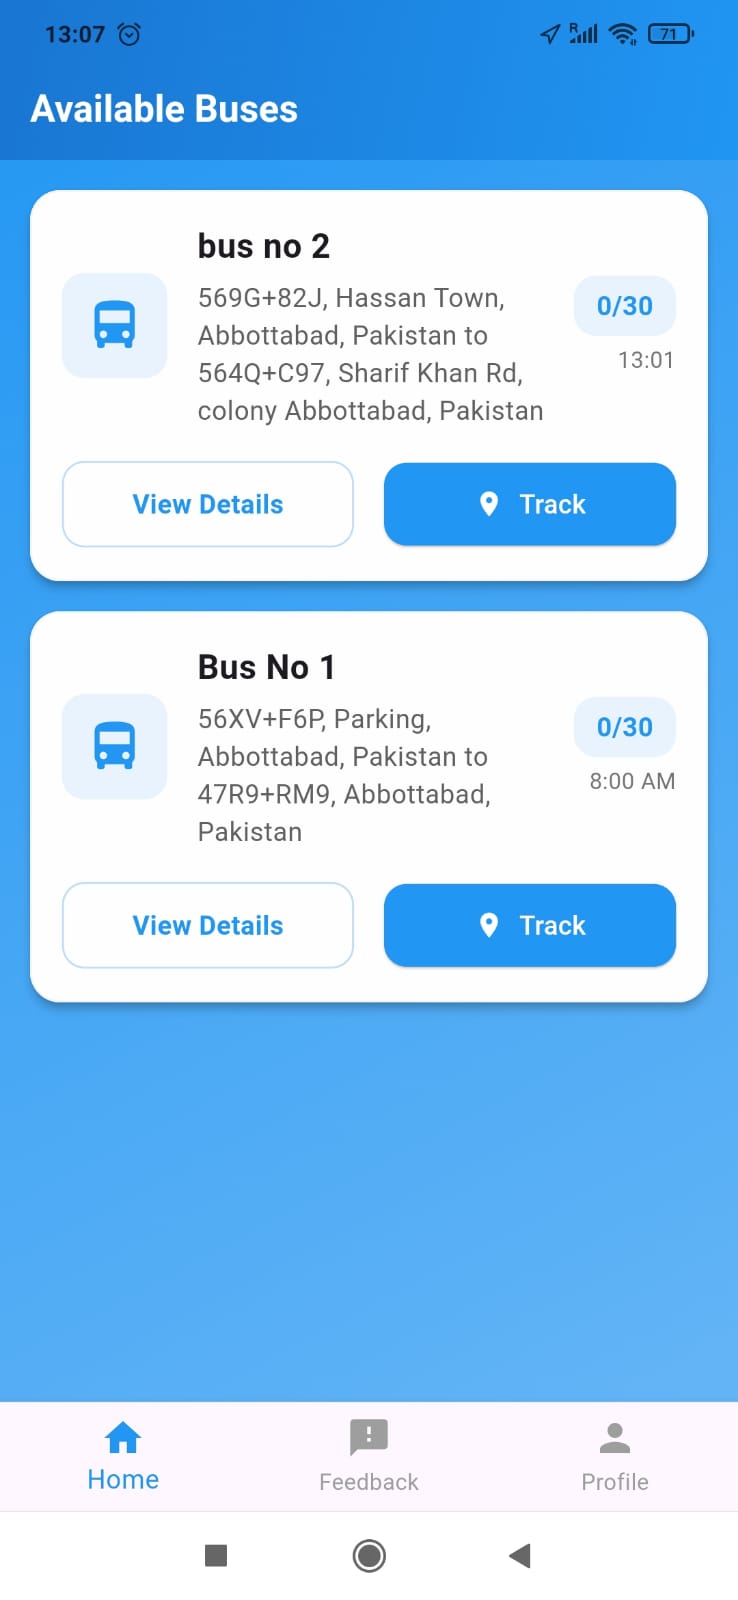 13:07
R
71
Available Buses
bus no 2
569G+82J, Hassan Town,
Abbottabad, Pakistan to
564Q+C97, Sharif Khan Rd,
colony Abbottabad, Pakistan
0/30
13:01
View Details
Track
Bus No 1
56XV+F6P, Parking,
Abbottabad, Pakistan to
47R9+RM9, Abbottabad,
Pakistan
0/30
8:00 AM
View Details
Track
Home
Feedback
Profile